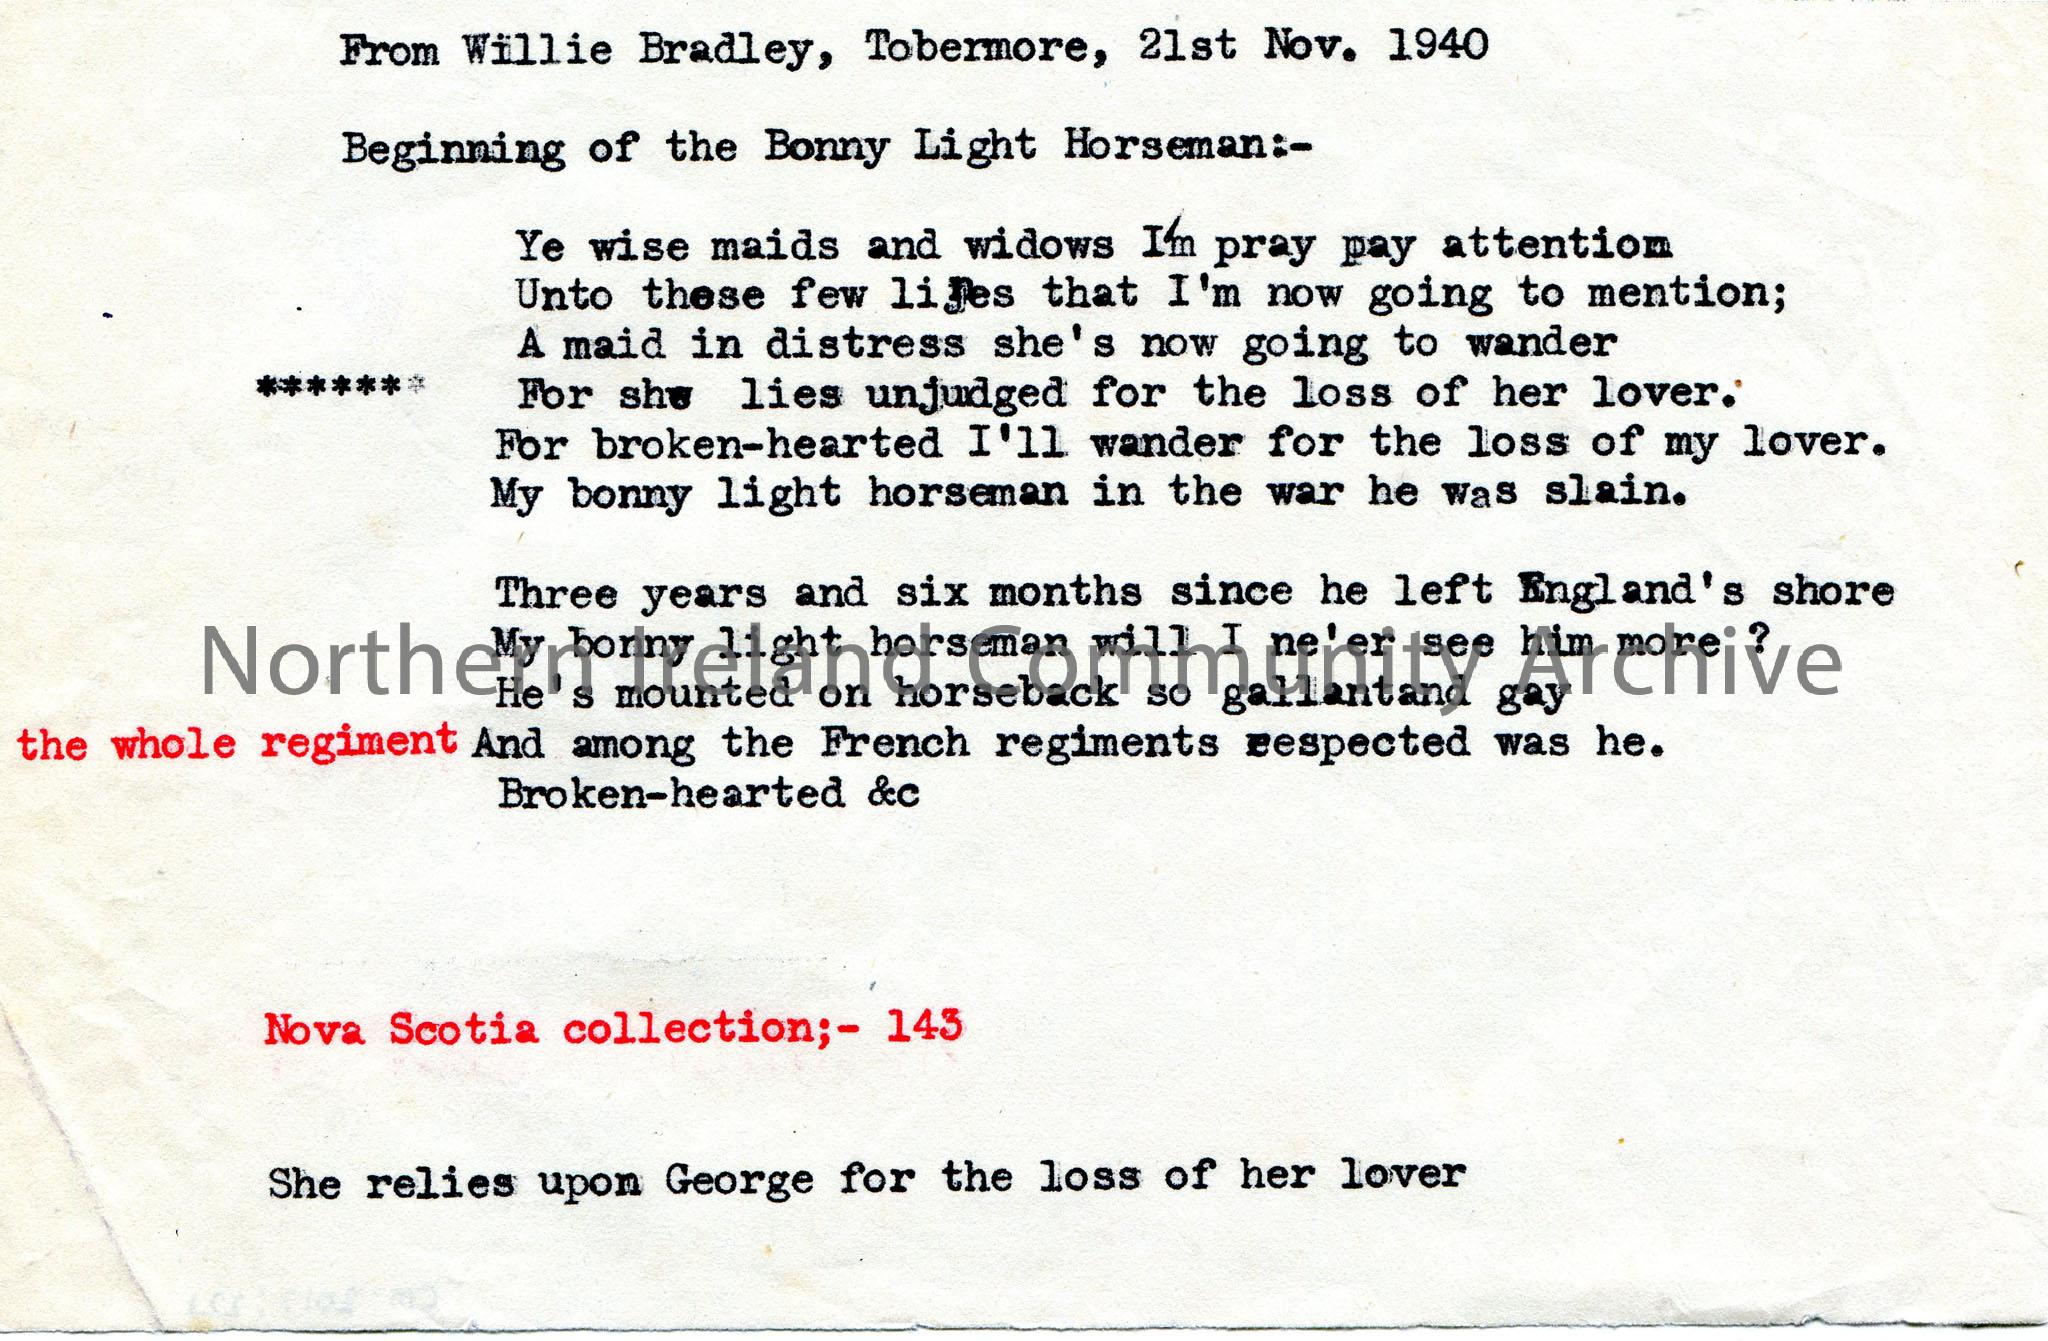 From Willie Bradley, Tobermore, 21st Nov. 1940
Beginning of the Bonny Light Horseman:-
Ye wise maids and widows I'm pray pay attention
Unto these few lines that I'm now going to mention;
A maid in distress she's now going to wander
****** * For she lies unjudged for the loss of her lover.
For broken-hearted I'll wander for the loss of my lover.
My bonny light horseman in the war he was slain.
Three years and six months since he left England's shore
My bonny light horseman will I ne'er see him more ?
Northern Ireland Community Archive
He's mounted on horseback so gallantand gay
the whole regiment And among the French regiments respected was he.
Broken-hearted &c
Nova Scotia collection;- 143
She relies upon George for the loss of her lover